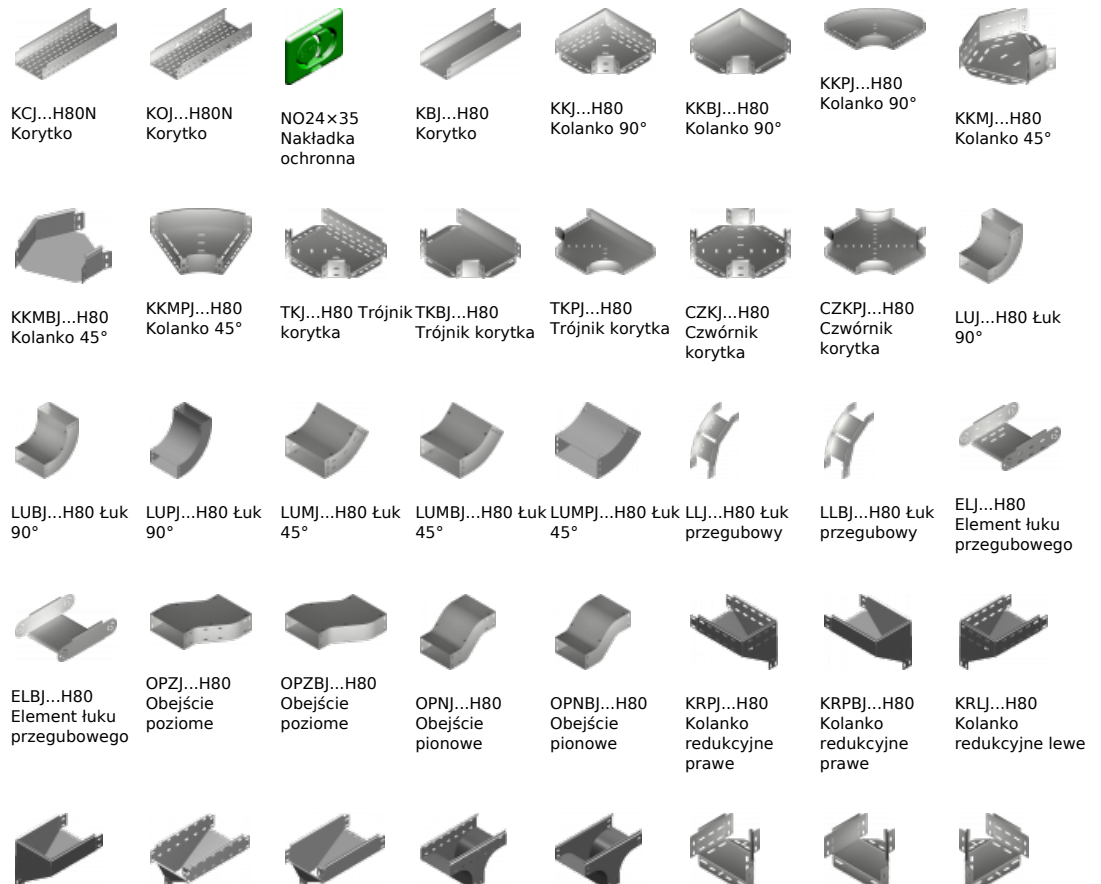 KCJ...H80N
Korytko
KOJ...H80N
Korytko
NO24×35
Nakładka
ochronna
KBJ...H80
Korytko
KKJ...H80
Kolanko 90°
KKBJ...H80
Kolanko 90°
KKPJ...H80
Kolanko 90°
KKMJ...H80
Kolanko 45°
KKMBJ...H80
Kolanko 45°
KKMPJ...H80
Kolanko 45°
TKJ...H80 Trójnik
korytka
TKBJ...H80
Trójnik korytka
TKPJ...H80
Trójnik korytka
CZKJ...H80
Czwórnik
korytka
CZKPJ...H80
Czwórnik
korytka
LUJ...H80 Łuk
90°
LUBJ...H80 Łuk
90°
LUPJ...H80 Łuk
90°
LUMJ...H80 Łuk
45°
LUMBJ...H80 Łuk
45°
LUMPJ...H80 Łuk
45°
LLJ...H80 Łuk
przegubowy
LLBJ...H80 Łuk
przegubowy
ELJ...H80
Element łuku
przegubowego
ELBJ...H80
Element łuku
przegubowego
OPZJ...H80
Obejście
poziome
OPZBJ...H80
Obejście
poziome
OPNJ...H80
Obejście
pionowe
OPNBJ...H80
Obejście
pionowe
KRPJ...H80
Kolanko
redukcyjne
prawe
KRPBJ...H80
Kolanko
redukcyjne
prawe
KRLJ...H80
Kolanko
redukcyjne lewe